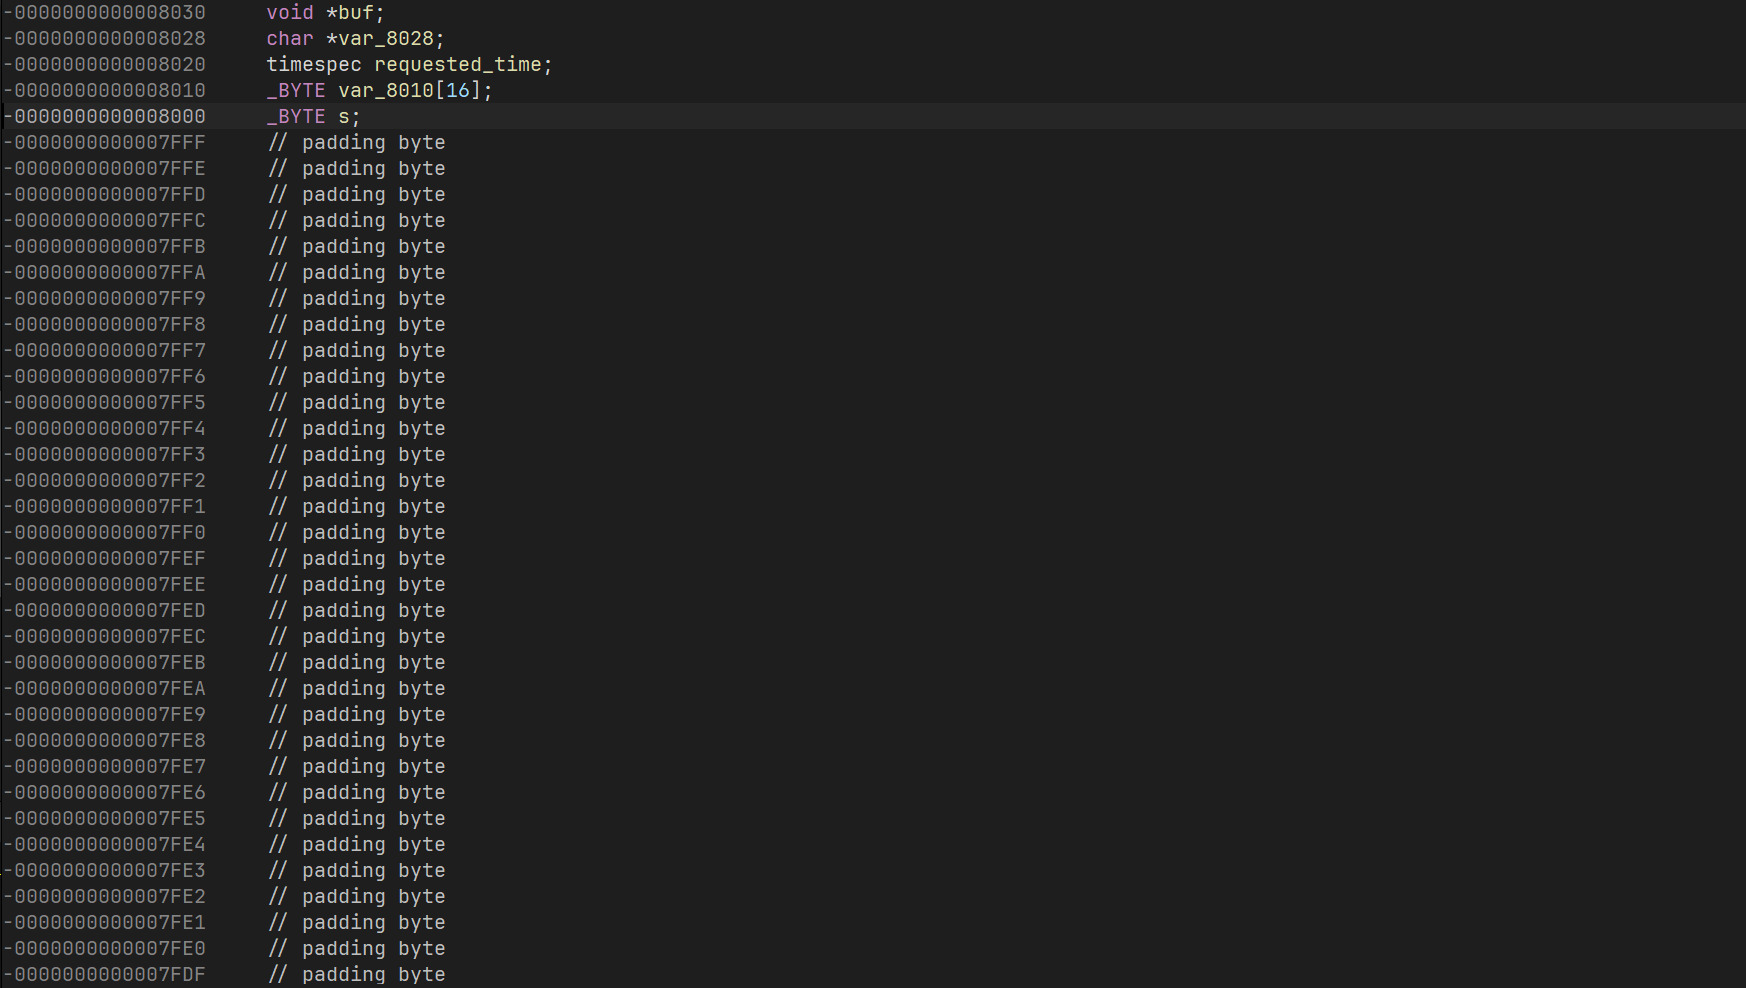 -0000000000008030     void *buf;
-0000000000008028     char *var_8028;
-0000000000008020     timespec requested_time;
-0000000000008010     _BYTE var_8010[16];
-0000000000008000     _BYTE s;
-0000000000007FFF     // padding byte
-0000000000007FFE     // padding byte
-0000000000007FFD     // padding byte
-0000000000007FFC     // padding byte
-0000000000007FFB     // padding byte
-0000000000007FFA     // padding byte
-0000000000007FF9     // padding byte
-0000000000007FF8     // padding byte
-0000000000007FF7     // padding byte
-0000000000007FF6     // padding byte
-0000000000007FF5     // padding byte
-0000000000007FF4     // padding byte
-0000000000007FF3     // padding byte
-0000000000007FF2     // padding byte
-0000000000007FF1     // padding byte
-0000000000007FF0     // padding byte
-0000000000007FEF     // padding byte
-0000000000007FEE     // padding byte
-0000000000007FED     // padding byte
-0000000000007FEC     // padding byte
-0000000000007FEB     // padding byte
-0000000000007FEA     // padding byte
-0000000000007FE9     // padding byte
-0000000000007FE8     // padding byte
-0000000000007FE7     // padding byte
-0000000000007FE6     // padding byte
-0000000000007FE5     // padding byte
-0000000000007FE4     // padding byte
-0000000000007FE3     // padding byte
-0000000000007FE2     // padding byte
-0000000000007FE1     // padding byte
-0000000000007FE0     // padding byte
-0000000000007FDF     // padding byte